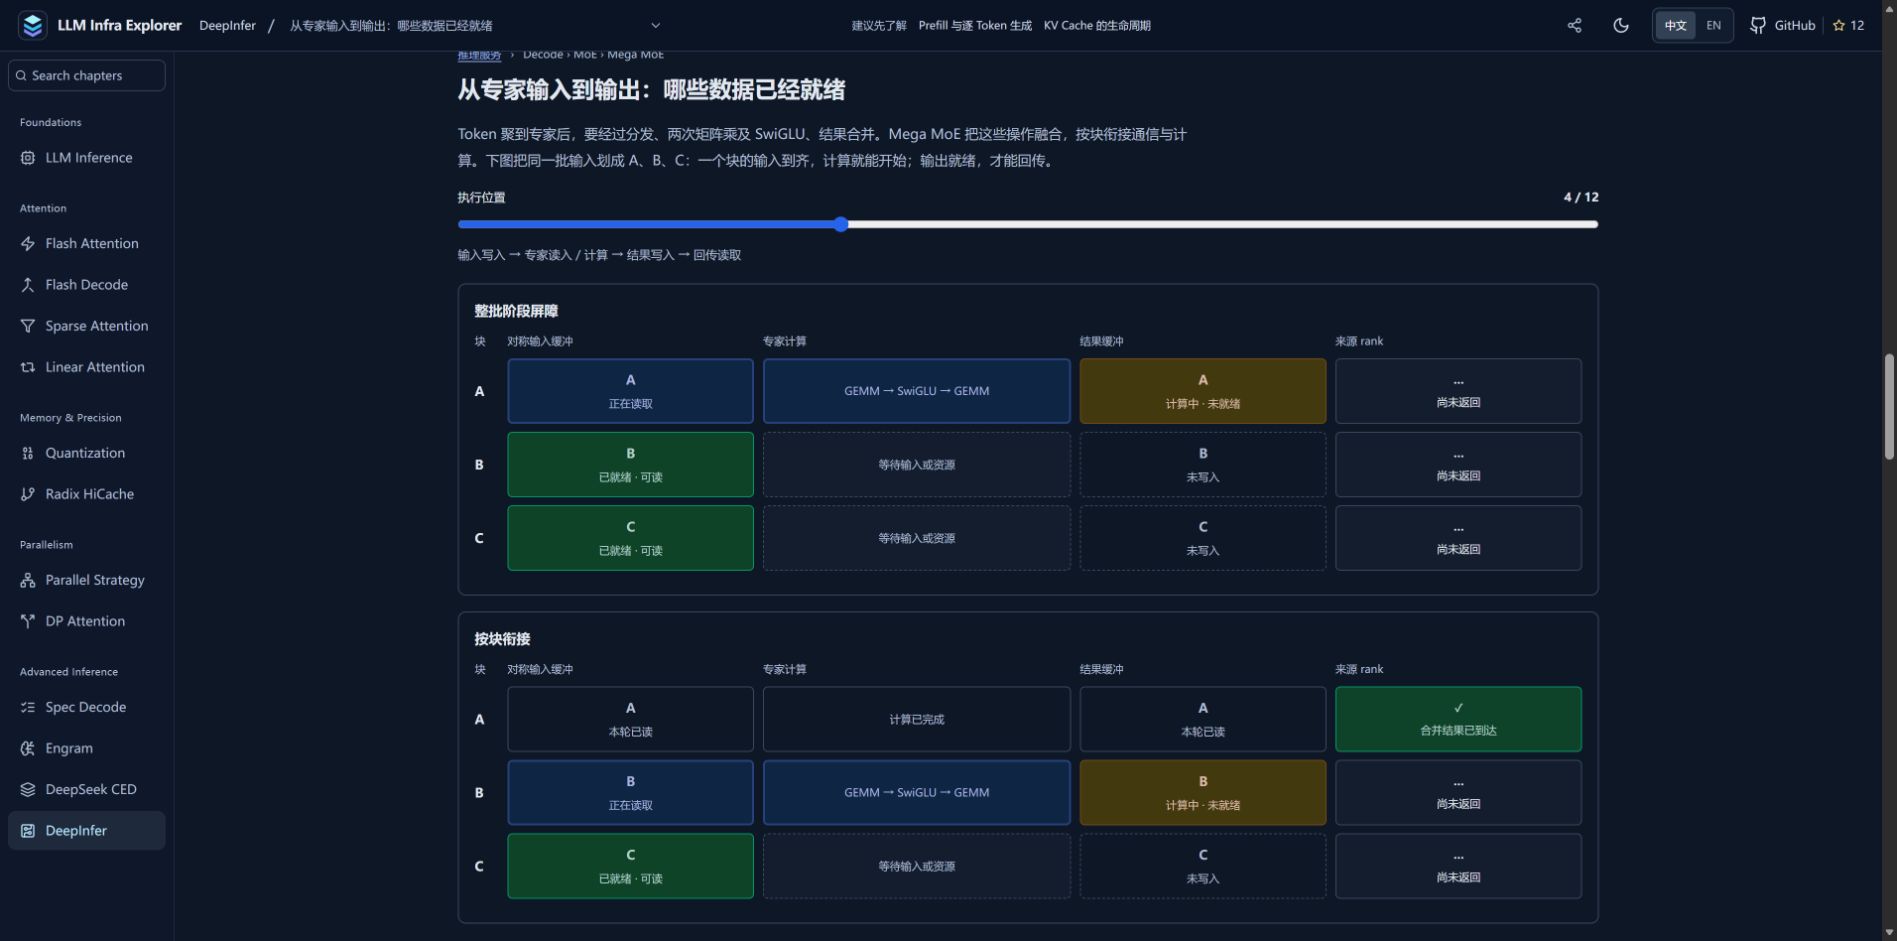 LLM Infra Explorer
DeepInfer / 从专家输入到输出：哪些数据已经就绪
建议先了解 Prefill 与逐 Token 生成 KV Cache 的生命周期
中文 EN GitHub 12
Search chapters
Foundations
LLM Inference
Attention
Flash Attention
Flash Decode
Sparse Attention
Linear Attention
Memory & Precision
Quantization
Radix HiCache
Parallelism
Parallel Strategy
DP Attention
Advanced Inference
Spec Decode
Engram
DeepSeek CED
DeepInfer
推理服务 › Decode › MoE › Mega MoE
从专家输入到输出：哪些数据已经就绪
Token 聚到专家后，要经过分发、两次矩阵乘及 SwiGLU、结果合并。Mega MoE 把这些操作融合，按块衔接通信与计
算。下图把同一批输入划成 A、B、C：一个块的输入到齐，计算就能开始；输出就绪，才能回传。
执行位置 4 / 12
输入写入 → 专家读入 / 计算 → 结果写入 → 回传读取
整批阶段屏障
块 对称输入缓冲 专家计算 结果缓冲 来源 rank
A
A
正在读取
GEMM → SwiGLU → GEMM
A
计算中 · 未就绪
...
尚未返回
B
B
已就绪 · 可读
等待输入或资源
B
未写入
...
尚未返回
C
C
已就绪 · 可读
等待输入或资源
C
未写入
...
尚未返回
按块衔接
块 对称输入缓冲 专家计算 结果缓冲 来源 rank
A
A
本轮已读
计算已完成
A
本轮已读
✓
合并结果已到达
B
B
正在读取
GEMM → SwiGLU → GEMM
B
计算中 · 未就绪
...
尚未返回
C
C
已就绪 · 可读
等待输入或资源
C
未写入
...
尚未返回